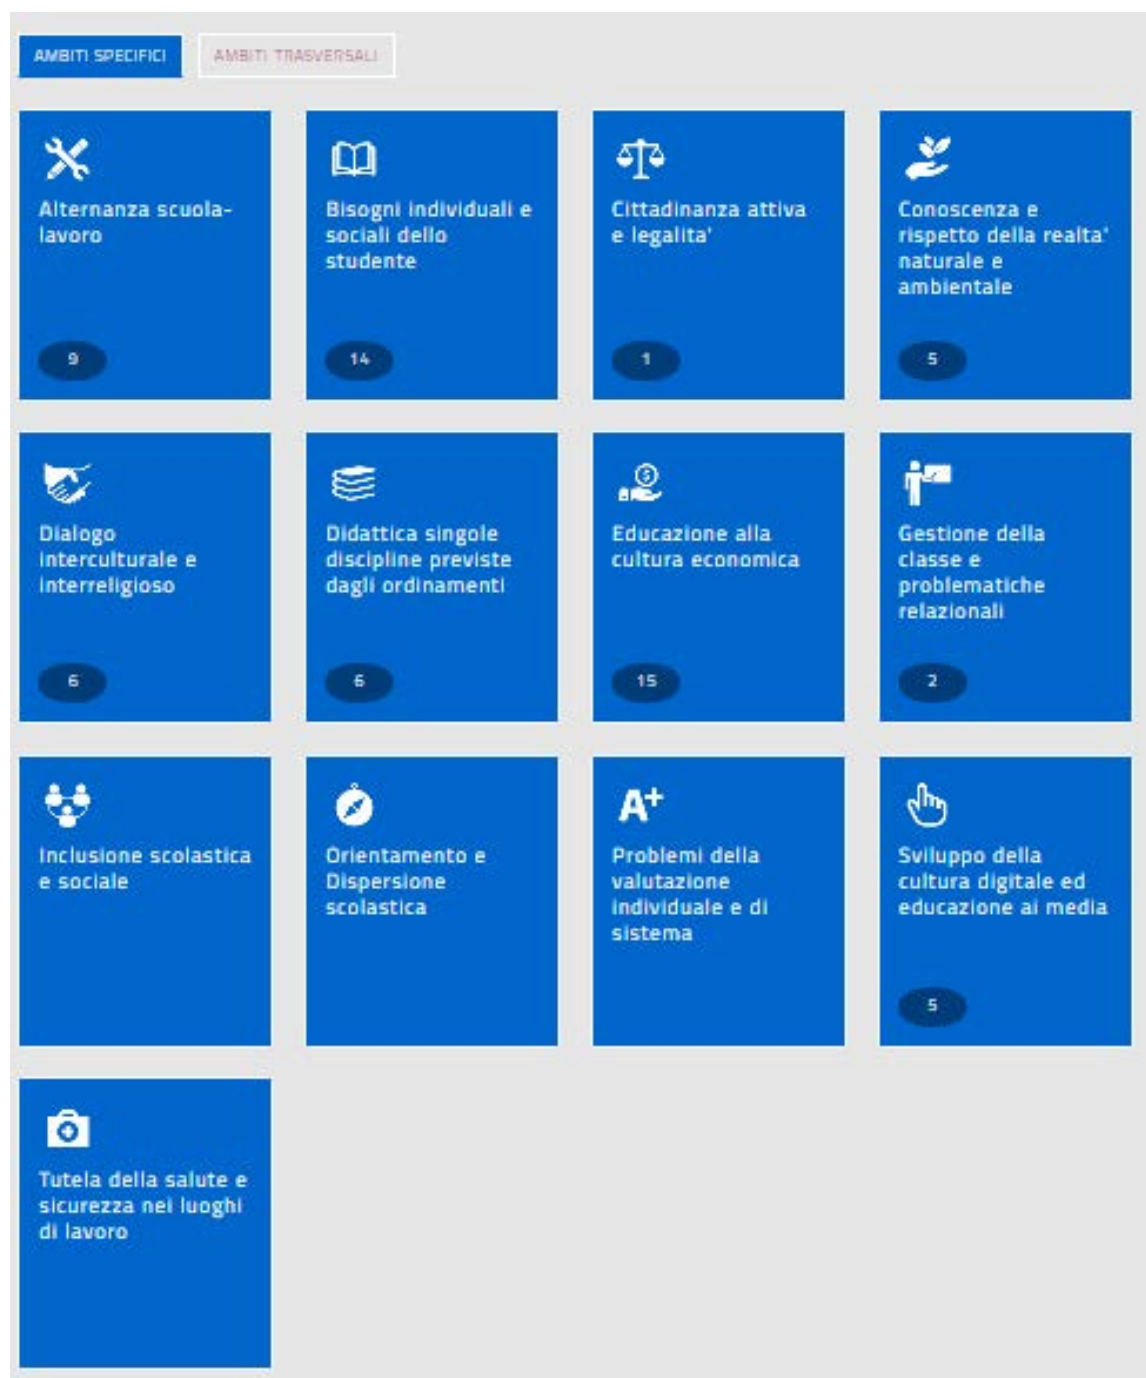 AMBITI SPECIFICI
AMBITI TRASVERSALI
Alternanza scuola-
lavoro
9
Bisogni individuali e
sociali dello
studente
14
Cittadinanza attiva
e legalita'
1
Conoscenza e
rispetto della realta'
naturale e
ambientale
5
Dialogo
interculturale e
interreligioso
6
Didattica singole
discipline previste
dagli ordinamenti
6
Educazione alla
cultura economica
15
Gestione della
classe e
problematiche
relazionali
2
Inclusione scolastica
e sociale
Orientamento e
Dispersione
scolastica
A+
Problemi della
valutazione
individuale e di
sistema
Sviluppo della
cultura digitale ed
educazione ai media
5
Tutela della salute e
sicurezza nei luoghi
di lavoro